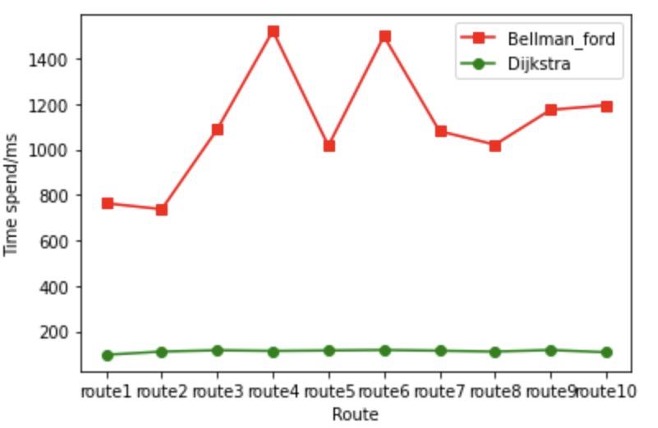 Bellman_ford
Dijkstra
1400
1200
1000
800
600
400
200
Time spend/ms
route1 route2 route3 route4 route5 route6 route7 route8 route9 route10
Route